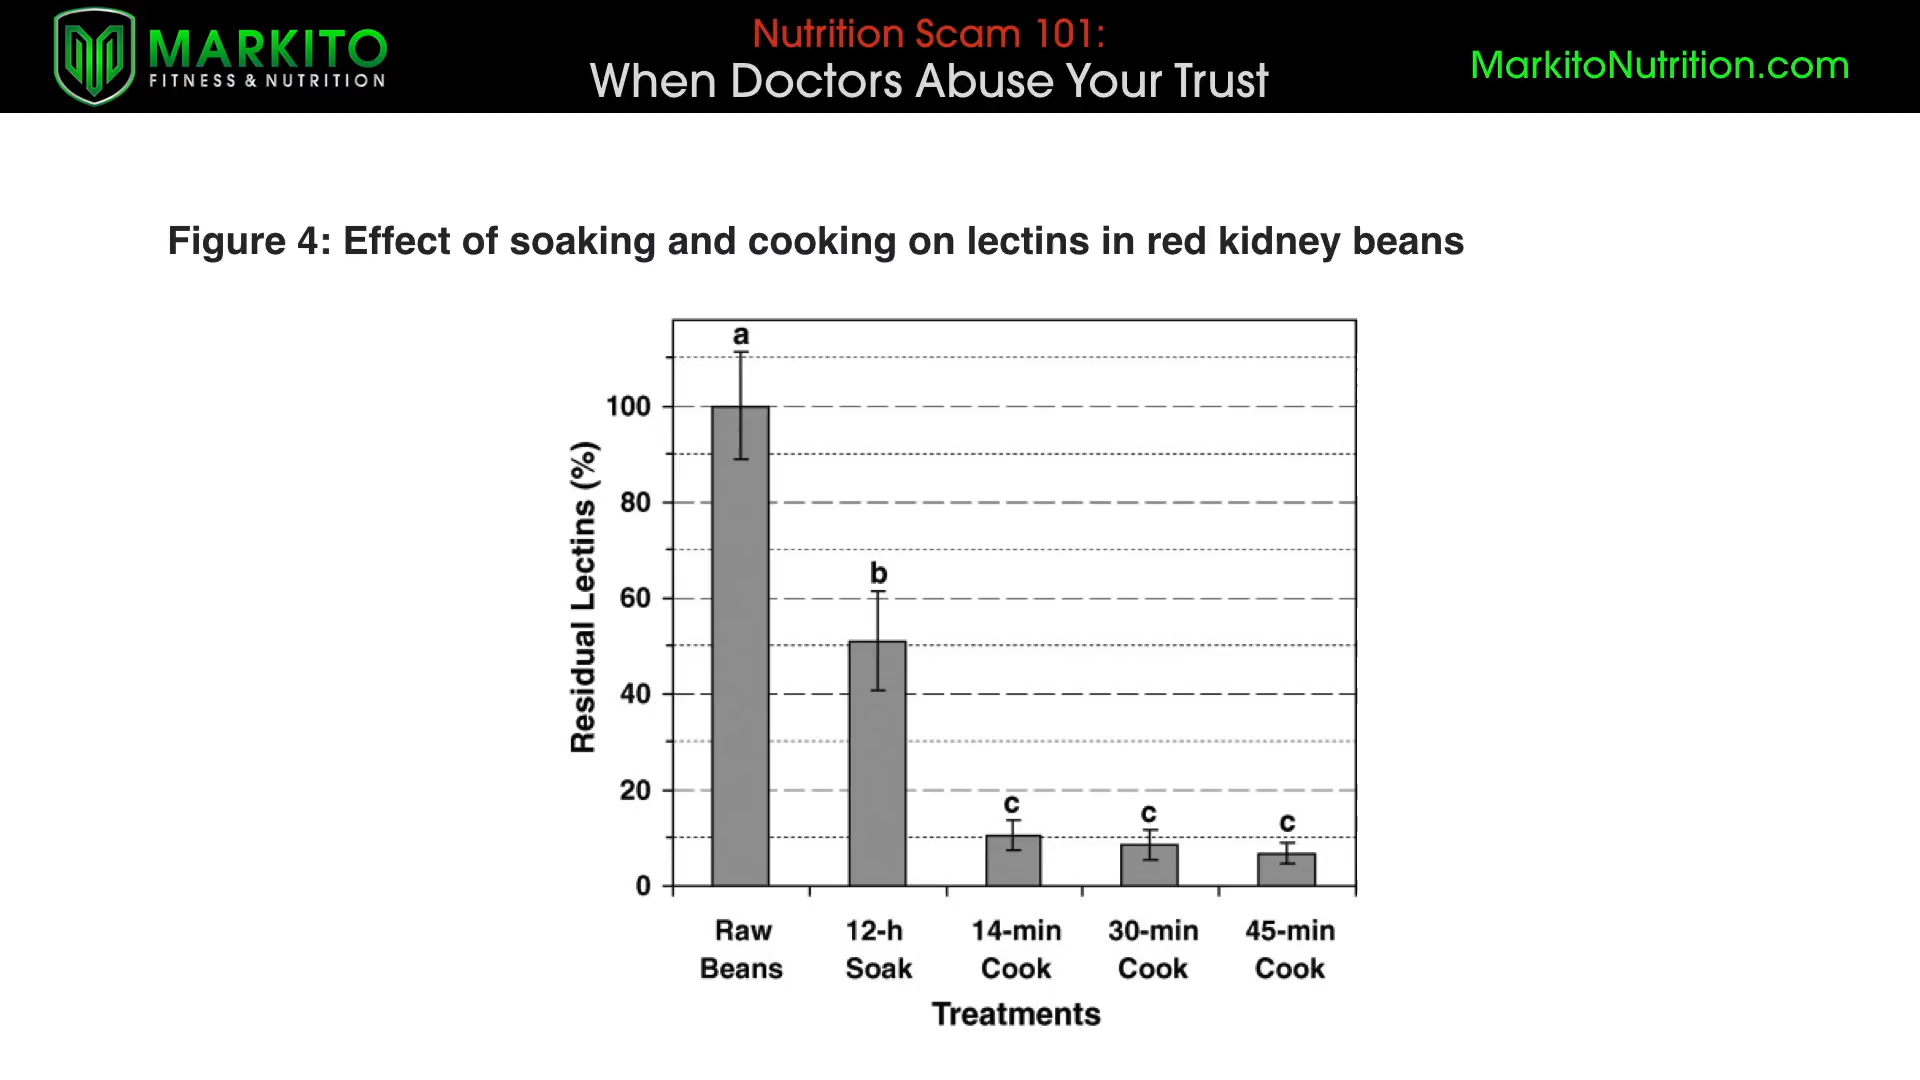 MARKITO
FITNESS & NUTRITION
Nutrition Scam 101:
When Doctors Abuse Your Trust
MarkitoNutrition.com
Figure 4: Effect of soaking and cooking on lectins in red kidney beans
Residual Lectins (%)
100
80
60
40
20
0
a
b
c
c
c
Raw Beans
12-h Soak
14-min Cook
30-min Cook
45-min Cook
Treatments